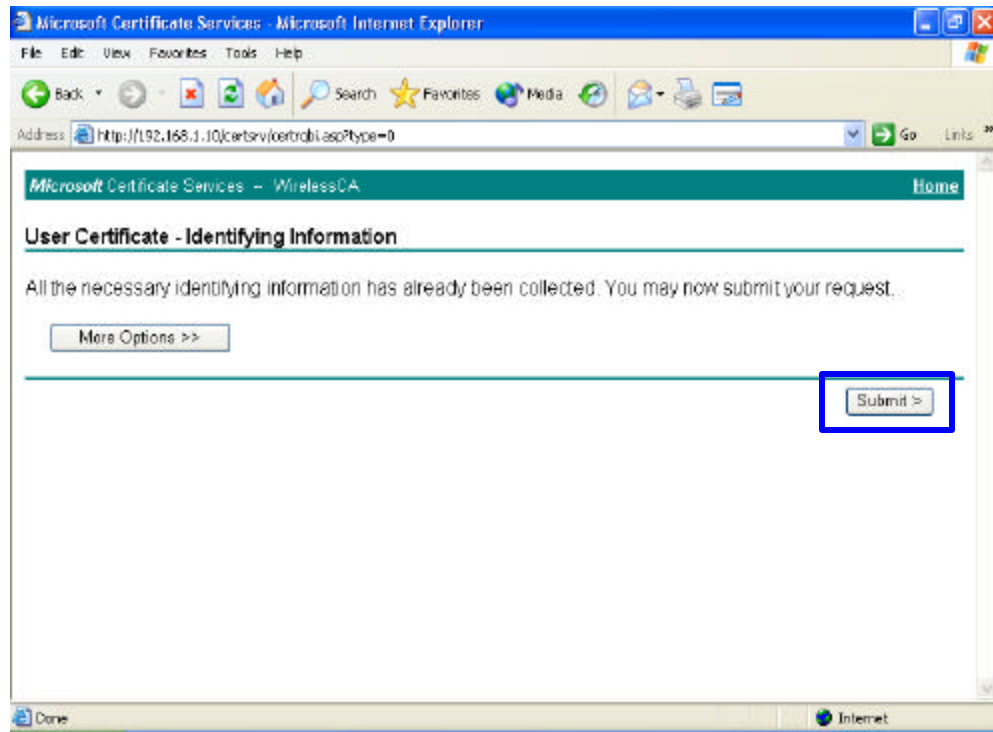 Microsoft Certificate Services - Microsoft Internet Explorer
File Edit View Favorites Tools Help
Back Search Favorites Media
Address http://192.168.1.10/certsrv/certrqbi.asp?type=0 Go Links »
Microsoft Certificate Services -- WirelessCA Home
User Certificate - Identifying Information
All the necessary identifying information has already been collected. You may now submit your request.
More Options >>
Submit >
Done Internet